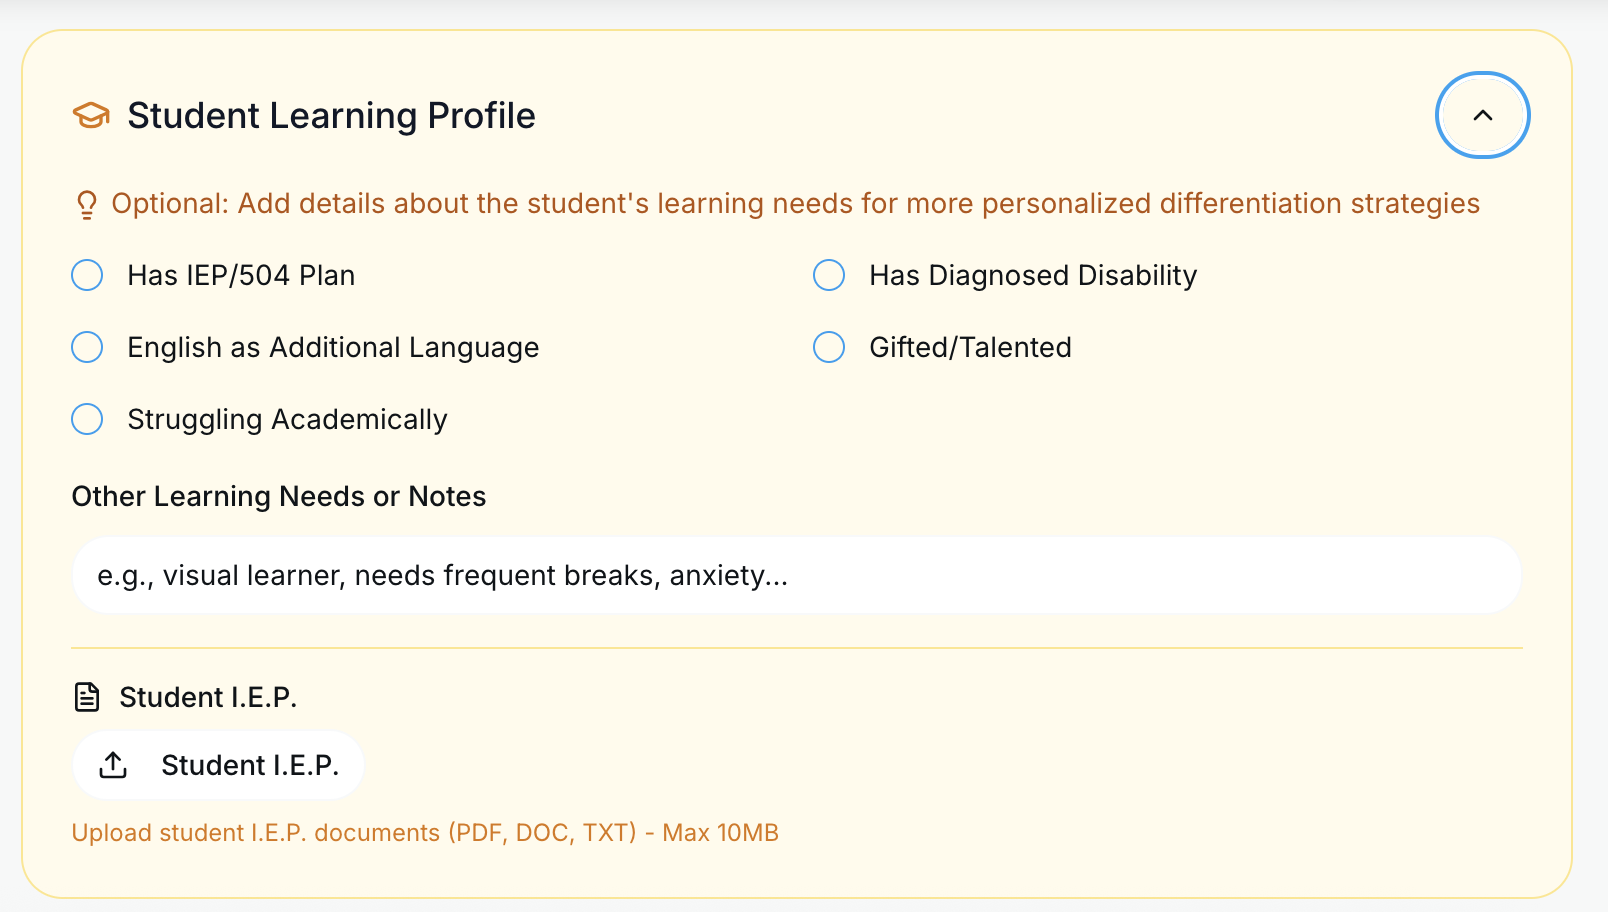 Student Learning Profile
Optional: Add details about the student's learning needs for more personalized differentiation strategies
Has IEP/504 Plan
Has Diagnosed Disability
English as Additional Language
Gifted/Talented
Struggling Academically
Other Learning Needs or Notes
e.g., visual learner, needs frequent breaks, anxiety...
Student I.E.P.
Student I.E.P.
Upload student I.E.P. documents (PDF, DOC, TXT) - Max 10MB